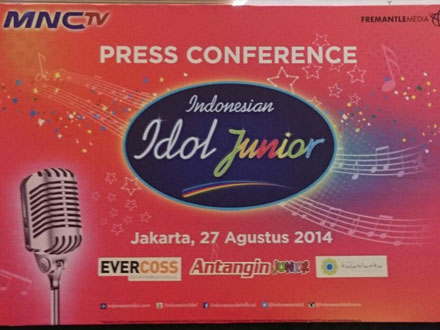 MNCTV
FREMANTLEMEDIA
PRESS CONFERENCE
Indonesian
Idol Junior
Jakarta, 27 Agustus 2014
EVERCOSS
Antangin JUNIOR